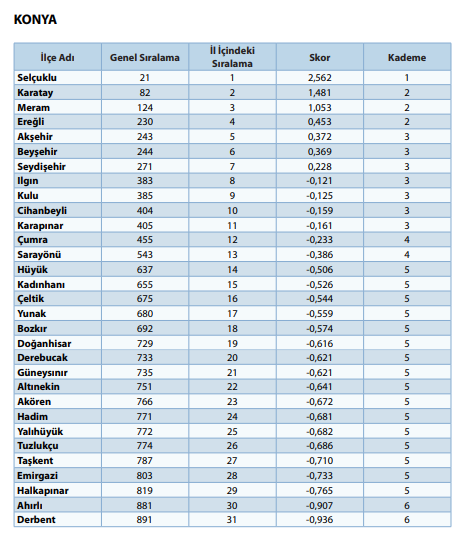 KONYA
İlçe Adı Genel Sıralama İl İçindeki Sıralama Skor Kademe
Selçuklu 21 1 2,562 1
Karatay 82 2 1,481 2
Meram 124 3 1,053 2
Ereğli 230 4 0,453 2
Akşehir 243 5 0,372 3
Beyşehir 244 6 0,369 3
Seydişehir 271 7 0,228 3
Ilgın 383 8 -0,121 3
Kulu 385 9 -0,125 3
Cihanbeyli 404 10 -0,159 3
Karapınar 405 11 -0,161 3
Çumra 455 12 -0,233 4
Sarayönü 543 13 -0,386 4
Hüyük 637 14 -0,506 5
Kadınhanı 655 15 -0,526 5
Çeltik 675 16 -0,544 5
Yunak 680 17 -0,559 5
Bozkır 692 18 -0,574 5
Doğanhisar 729 19 -0,616 5
Derebucak 733 20 -0,621 5
Güneysınır 735 21 -0,621 5
Altınekin 751 22 -0,641 5
Akören 766 23 -0,672 5
Hadim 771 24 -0,681 5
Yalıhüyük 772 25 -0,682 5
Tuzlukçu 774 26 -0,686 5
Taşkent 787 27 -0,710 5
Emirgazi 803 28 -0,733 5
Halkapınar 819 29 -0,765 5
Ahırlı 881 30 -0,907 6
Derbent 891 31 -0,936 6